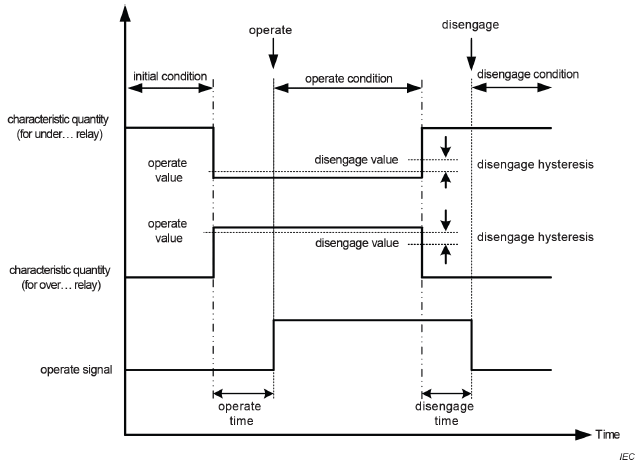 operate
disengage
initial condition
operate condition
disengage condition
characteristic quantity
(for under... relay)
operate
value
disengage value
disengage hysteresis
operate
value
disengage value
disengage hysteresis
characteristic quantity
(for over... relay)
operate signal
operate
time
disengage
time
Time
IEC